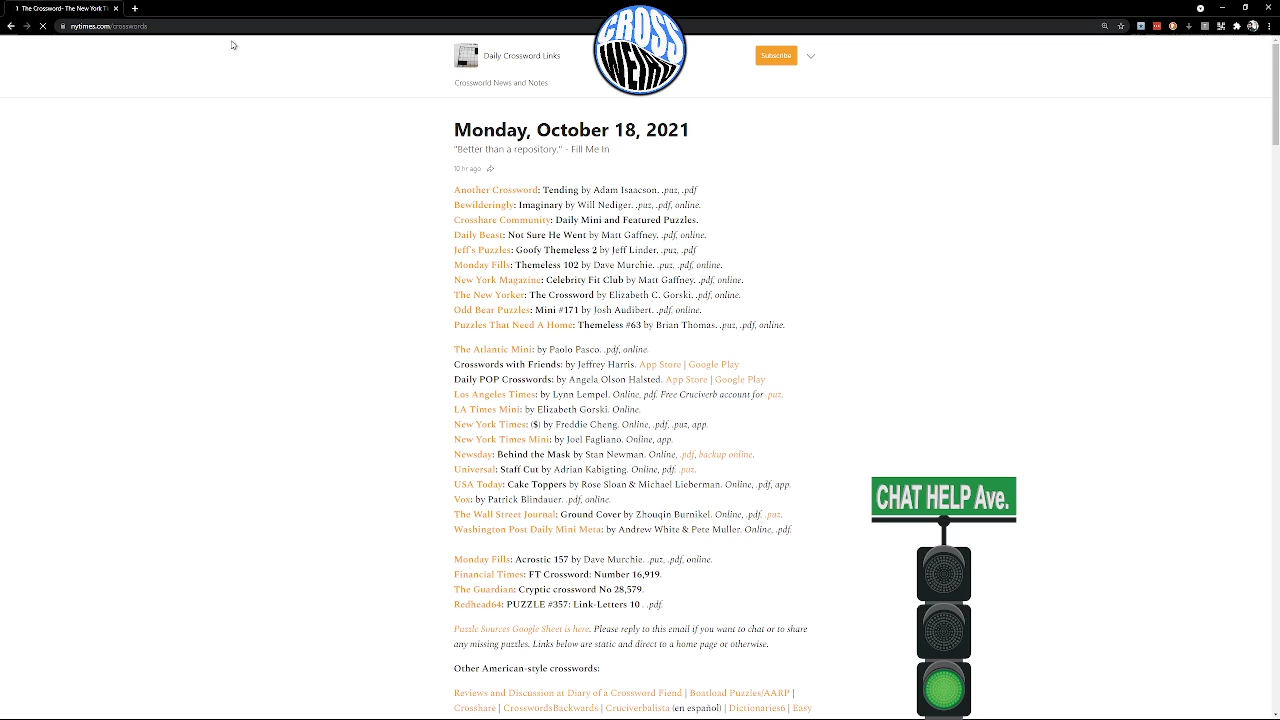 1 The Crossword- The New York Ti
nytimes.com/crosswords
CROSS
Daily Crossword Links
Subscribe
Crossworld News and Notes
Monday, October 18, 2021
"Better than a repository." - Fill Me In
10 hr ago
Another Crossword: Tending by Adam Isaacson. .puz, .pdf
Bewilderingly: Imaginary by Will Nediger. .puz, .pdf, online.
Crosshare Community: Daily Mini and Featured Puzzles.
Daily Beast: Not Sure He Went by Matt Gaffney. .pdf, online.
Jeff's Puzzles: Goofy Themeless 2 by Jeff Linder. .puz, .pdf
Monday Fills: Themeless 102 by Dave Murchie. .puz, .pdf, online.
New York Magazine: Celebrity Fit Club by Matt Gaffney. .pdf, online.
The New Yorker: The Crossword by Elizabeth C. Gorski. .pdf, online.
Odd Bear Puzzles: Mini #171 by Josh Audibert. .pdf, online.
Puzzles That Need A Home: Themeless #63 by Brian Thomas. .puz, .pdf, online.
The Atlantic Mini: by Paolo Pasco. .pdf, online.
Crosswords with Friends: by Jeffrey Harris. App Store | Google Play
Daily POP Crosswords: by Angela Olson Halsted. App Store | Google Play
Los Angeles Times: by Lynn Lempel. Online, pdf. Free Cruciverb account for .puz.
LA Times Mini: by Elizabeth Gorski. Online.
New York Times: ($) by Freddie Cheng. Online, .pdf, .puz, app.
New York Times Mini: by Joel Fagliano. Online, app.
Newsday: Behind the Mask by Stan Newman. Online, .pdf, backup online.
Universal: Staff Cut by Adrian Kabigting. Online, pdf. .puz.
USA Today: Cake Toppers by Rose Sloan & Michael Lieberman. Online, .pdf, app.
Vox: by Patrick Blindauer. .pdf, online.
The Wall Street Journal: Ground Cover by Zhouqin Burnikel. Online, .pdf. .puz.
Washington Post Daily Mini Meta: by Andrew White & Pete Muller. Online, .pdf.
Monday Fills: Acrostic 157 by Dave Murchie. .puz, .pdf, online.
Financial Times: FT Crossword: Number 16,919.
The Guardian: Cryptic crossword No 28,579.
Redhead64: PUZZLE #357: Link-Letters 10 . .pdf.
Puzzle Sources Google Sheet is here. Please reply to this email if you want to chat or to share
any missing puzzles. Links below are static and direct to a home page or otherwise.
Other American-style crosswords:
Reviews and Discussion at Diary of a Crossword Fiend | Boatload Puzzles/AARP |
Crosshare | CrosswordsBackwards | Cruciverbalista (en español) | Dictionaries6 | Easy
CHAT HELP Ave.